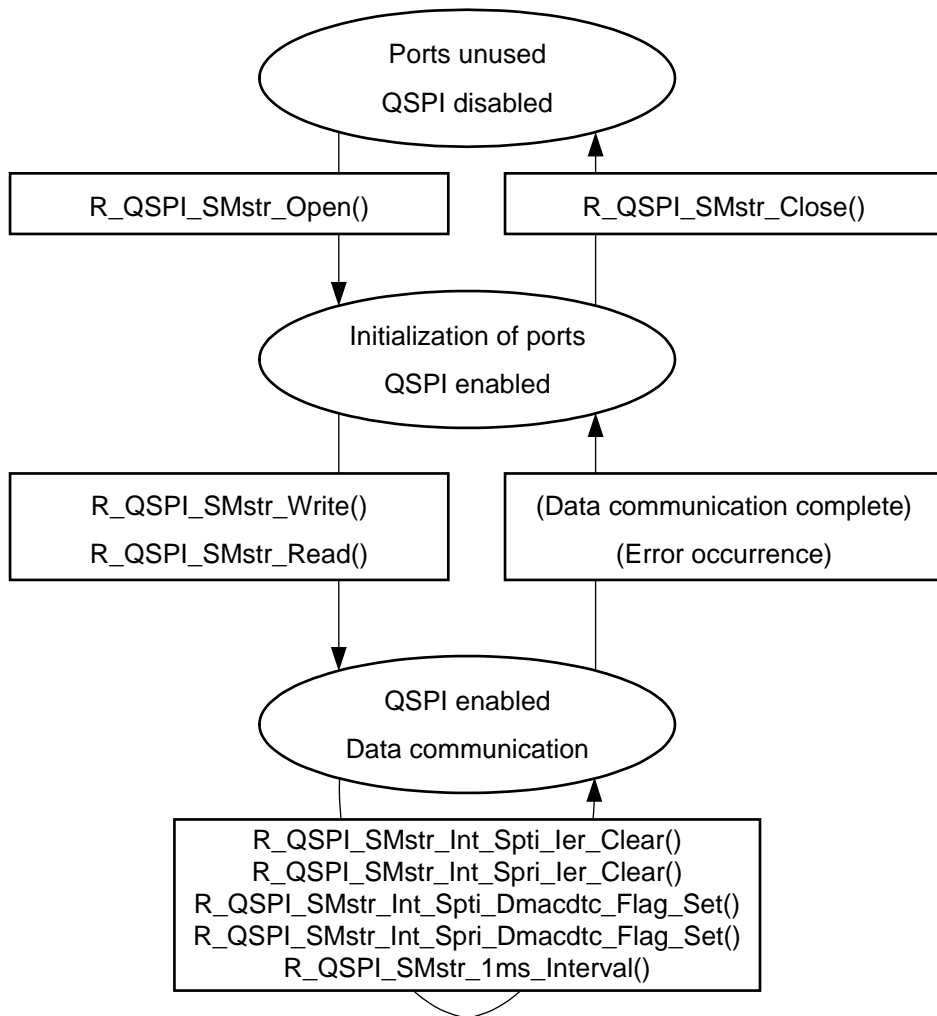 Ports unused
QSPI disabled
R_QSPI_SMstr_Open()
R_QSPI_SMstr_Close()
Initialization of ports
QSPI enabled
R_QSPI_SMstr_Write()
R_QSPI_SMstr_Read()
(Data communication complete)
(Error occurrence)
QSPI enabled
Data communication
R_QSPI_SMstr_Int_Spti_Ier_Clear()
R_QSPI_SMstr_Int_Spri_Ier_Clear()
R_QSPI_SMstr_Int_Spti_Dmacdtc_Flag_Set()
R_QSPI_SMstr_Int_Spri_Dmacdtc_Flag_Set()
R_QSPI_SMstr_1ms_Interval()